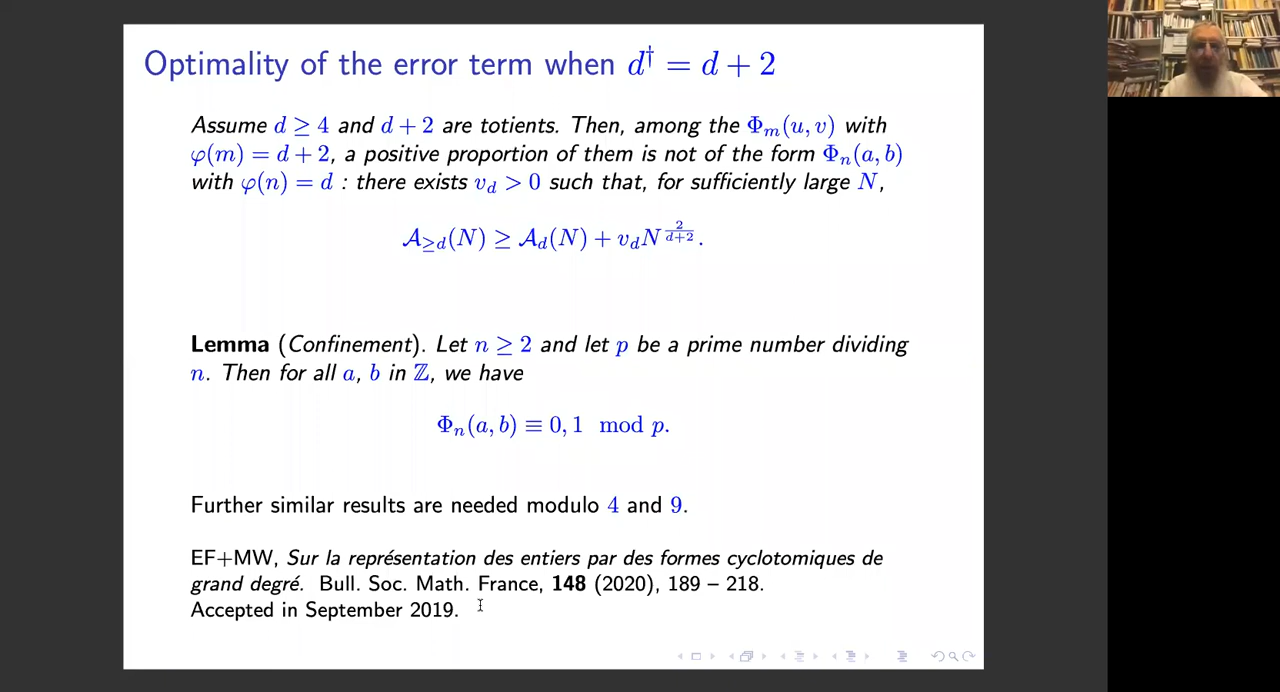 Optimality of the error term when d† = d + 2
Assume d ≥ 4 and d + 2 are totients. Then, among the Φₘ(u, v) with
φ(m) = d + 2, a positive proportion of them is not of the form Φₙ(a, b)
with φ(n) = d : there exists v_d > 0 such that, for sufficiently large N,
𝒜_{≥d}(N) ≥ 𝒜_d(N) + v_d N^{2/(d+2)}.
Lemma (Confinement). Let n ≥ 2 and let p be a prime number dividing
n. Then for all a, b in ℤ, we have
Φₙ(a, b) ≡ 0, 1 mod p.
Further similar results are needed modulo 4 and 9.
EF+MW, Sur la représentation des entiers par des formes cyclotomiques de
grand degré. Bull. Soc. Math. France, 148 (2020), 189 – 218.
Accepted in September 2019.